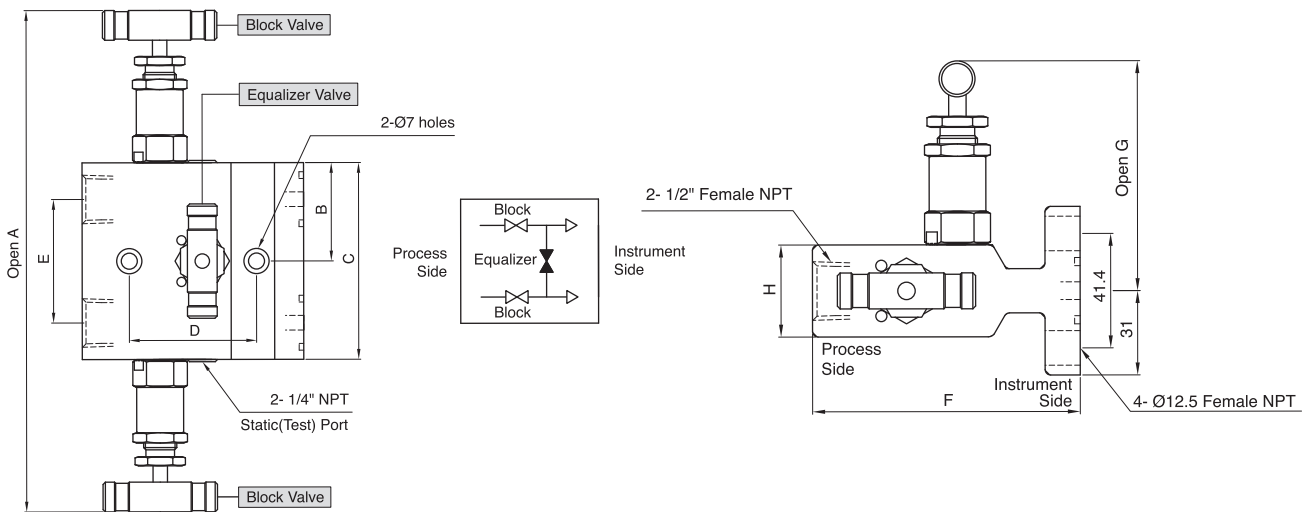 Block Valve
Equalizer Valve
2-Ø7 holes
Open A
E
B
C
D
2- 1/4" NPT
Static(Test) Port
Block Valve
Block
Process
Side
Equalizer
Instrument
Side
Block
2- 1/2" Female NPT
Open G
H
41.4
31
Process
Side
Instrument
Side
F
4- Ø12.5 Female NPT